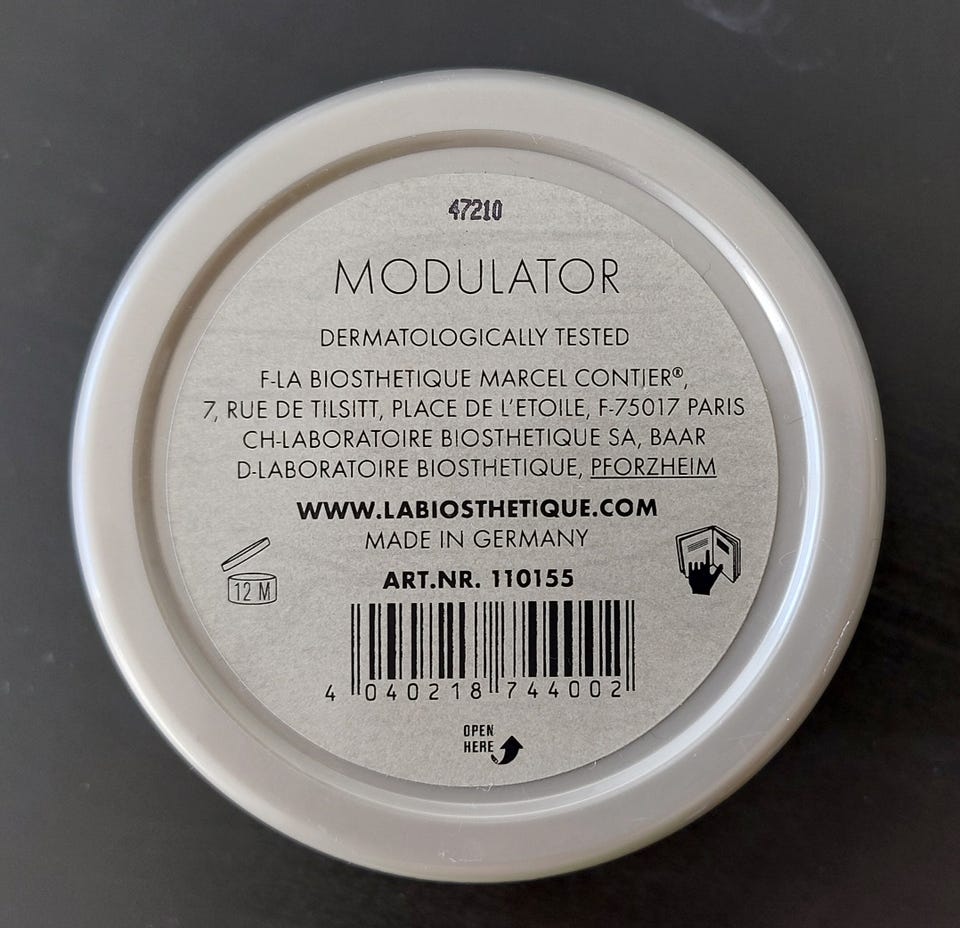 47210
MODULATOR
DERMATOLOGICALLY TESTED
F-LA BIOSTHETIQUE MARCEL CONTIER®,
7, RUE DE TILSITT, PLACE DE L'ETOILE, F-75017 PARIS
CH-LABORATOIRE BIOSTHETIQUE SA, BAAR
D-LABORATOIRE BIOSTHETIQUE, PFORZHEIM
WWW.LABIOSTHETIQUE.COM
MADE IN GERMANY
12 M
ART.NR. 110155
4 040218 744002
OPEN
HERE